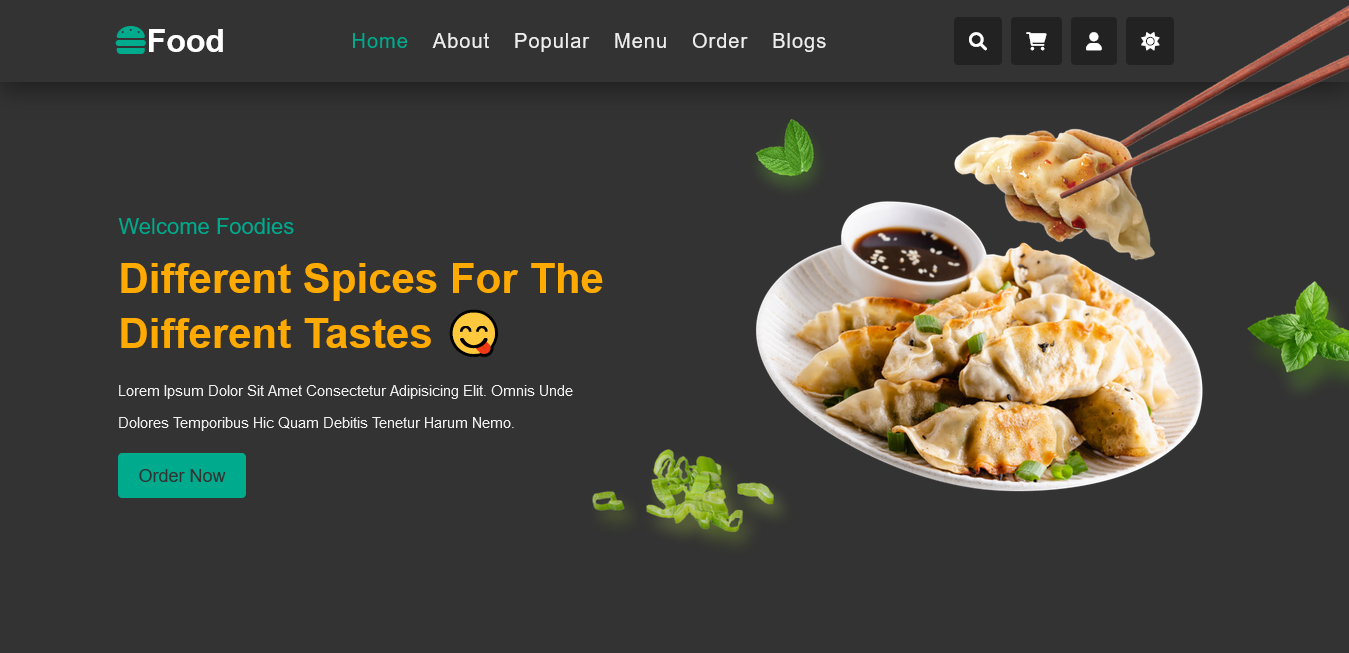 Food
Home About Popular Menu Order Blogs
Welcome Foodies
Different Spices For The
Different Tastes 😋
Lorem Ipsum Dolor Sit Amet Consectetur Adipisicing Elit. Omnis Unde
Dolores Temporibus Hic Quam Debitis Tenetur Harum Nemo.
Order Now